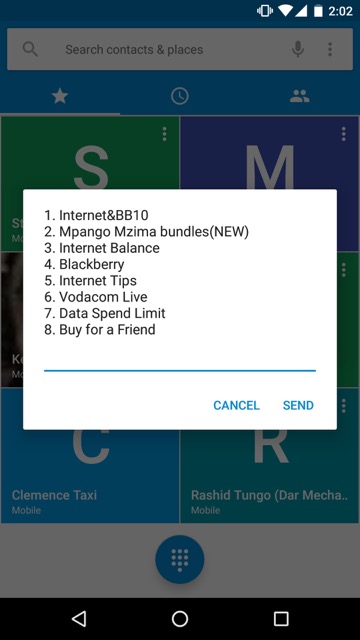 2:02
Search contacts & places
S
M
St
Mo
1. Internet&BB10
2. Mpango Mzima bundles(NEW)
3. Internet Balance
4. Blackberry
5. Internet Tips
6. Vodacom Live
7. Data Spend Limit
8. Buy for a Friend
CANCEL SEND
Ke
Mo
C
R
Clemence Taxi
Mobile
Rashid Tungo (Dar Mecha..
Mobile